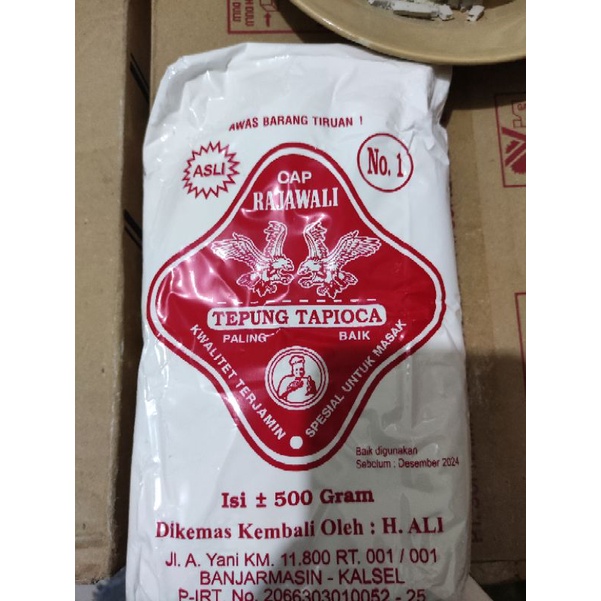 AWAS BARANG TIRUAN !
ASLI
No. 1
CAP
RAJAWALI
TEPUNG TAPIOCA
PALING BAIK
KWALITET TERJAMIN
SPESIAL UNTUK MASAK
Baik digunakan
Sebelum : Desember 2024
Isi ± 500 Gram
Dikemas Kembali Oleh : H. ALI
Jl. A. Yani KM. 11.800 RT. 001 / 001
BANJARMASIN - KALSEL
P-IRT. No. 2066303010052 - 25